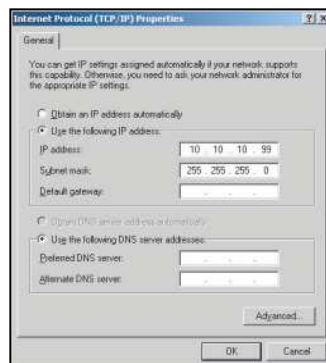 Internet Protocol (TCP/IP) Properties
General
You can get IP settings assigned automatically if your network supports
this capability. Otherwise, you need to ask your network administrator for
the appropriate IP settings.
Obtain an IP address automatically
Use the following IP address:
IP address: 10 . 10 . 10 . 99
Subnet mask: 255 . 255 . 255 . 0
Default gateway: . . .
Obtain DNS server address automatically
Use the following DNS server addresses:
Preferred DNS server: . . .
Alternate DNS server: . . .
Advanced...
OK Cancel